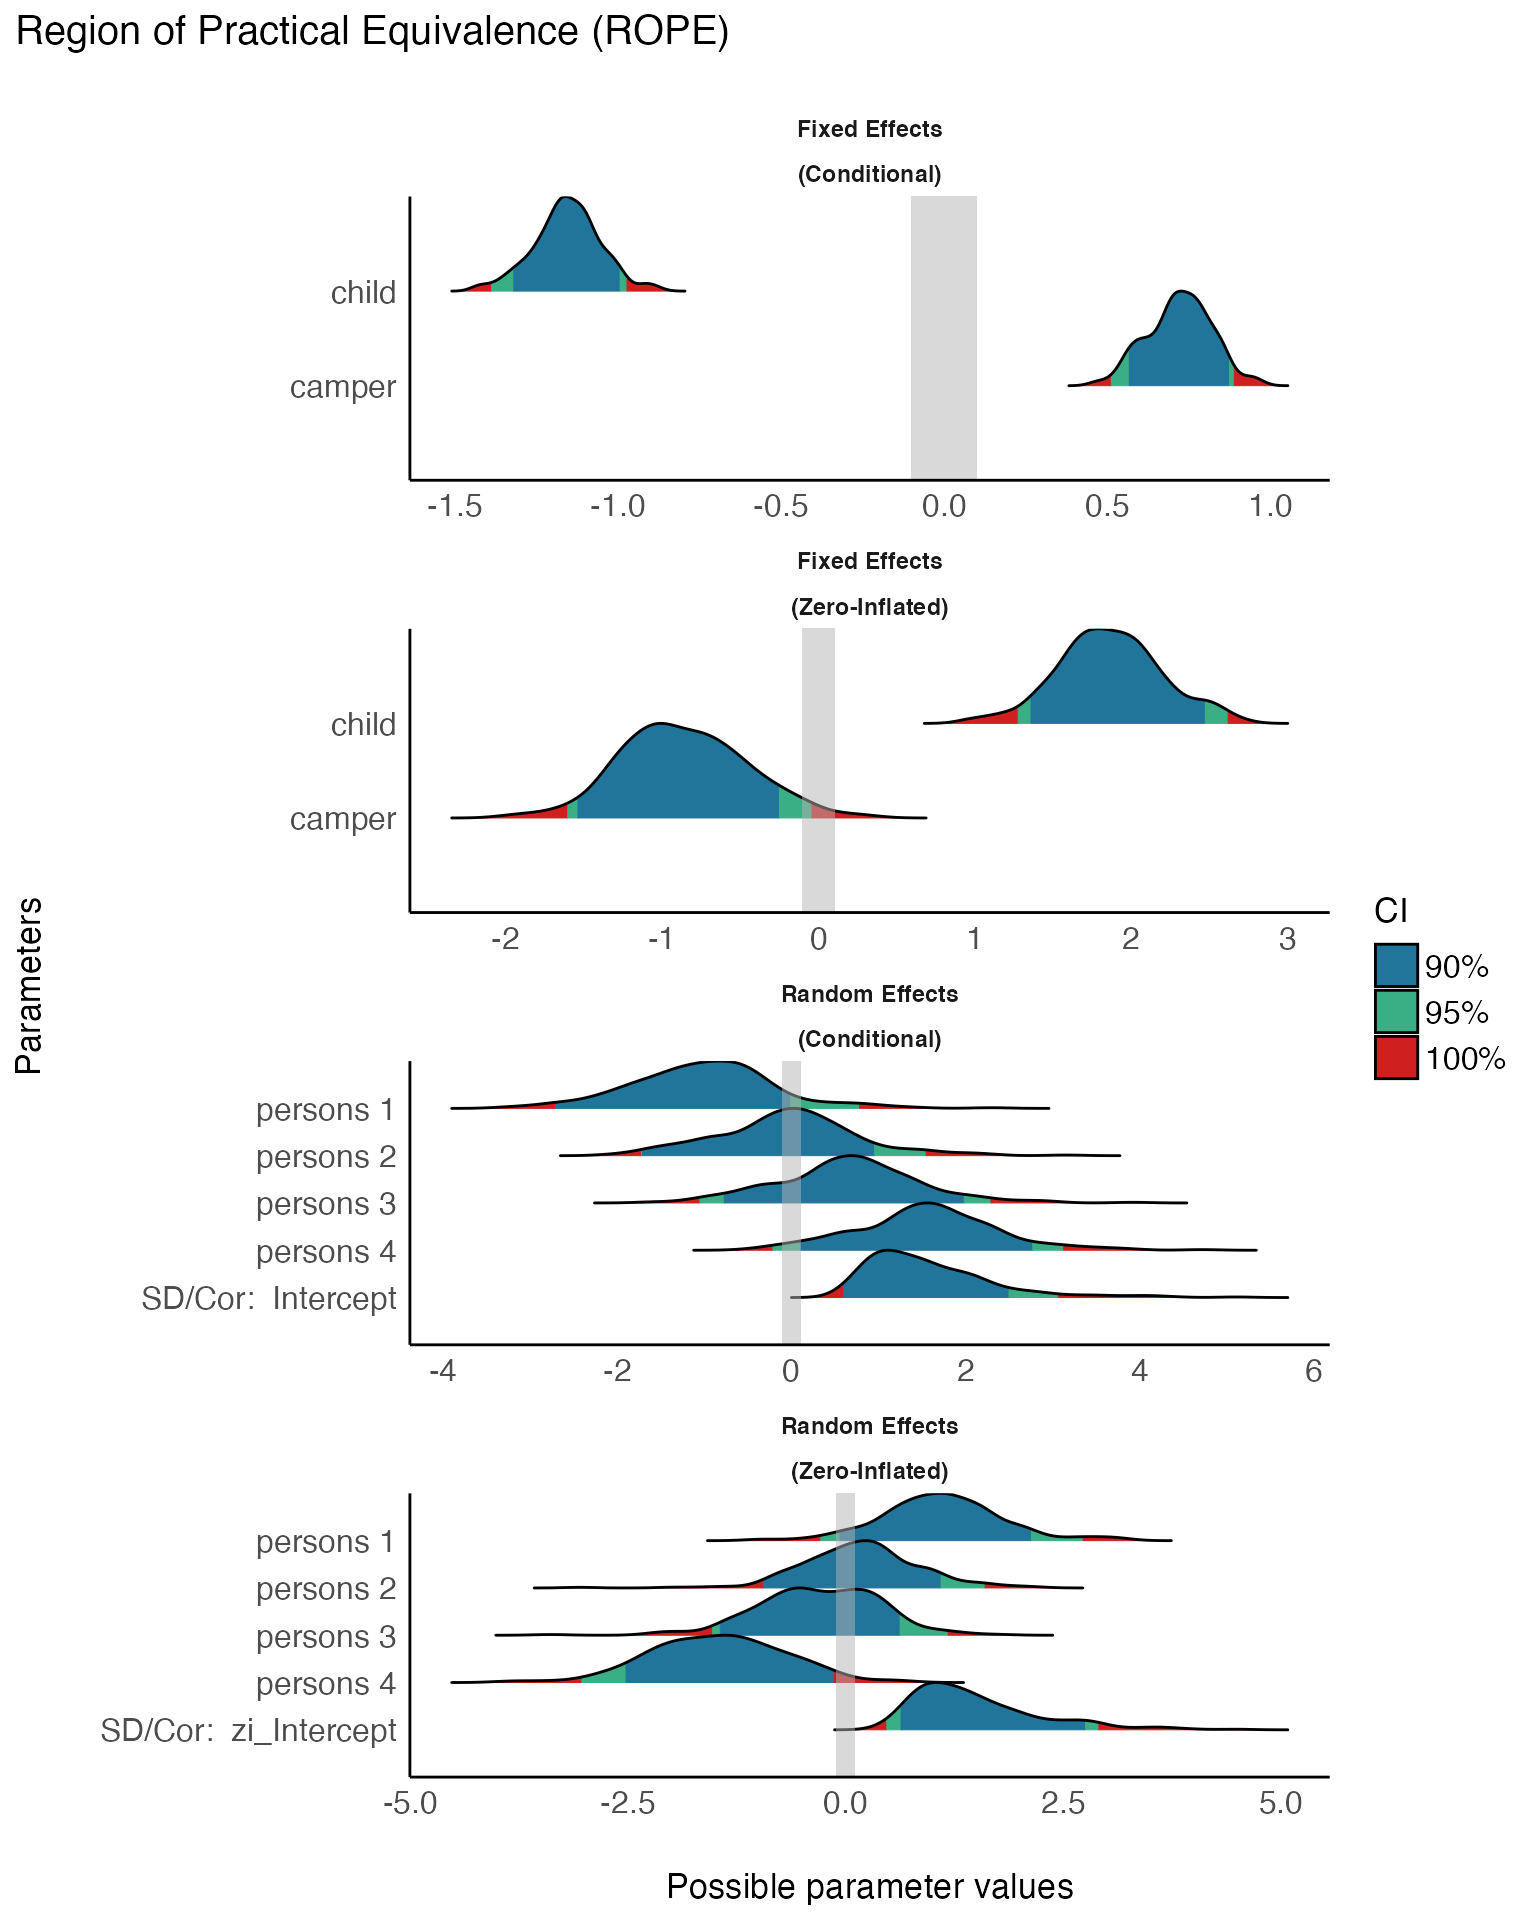 Region of Practical Equivalence (ROPE)
Fixed Effects
(Conditional)
child
camper
-1.5 -1.0 -0.5 0.0 0.5 1.0
Fixed Effects
(Zero-Inflated)
child
camper
-2 -1 0 1 2 3
Random Effects
(Conditional)
persons 1
persons 2
persons 3
persons 4
SD/Cor: Intercept
-4 -2 0 2 4 6
Random Effects
(Zero-Inflated)
persons 1
persons 2
persons 3
persons 4
SD/Cor: zi_Intercept
-5.0 -2.5 0.0 2.5 5.0
Possible parameter values
Parameters
CI
90%
95%
100%